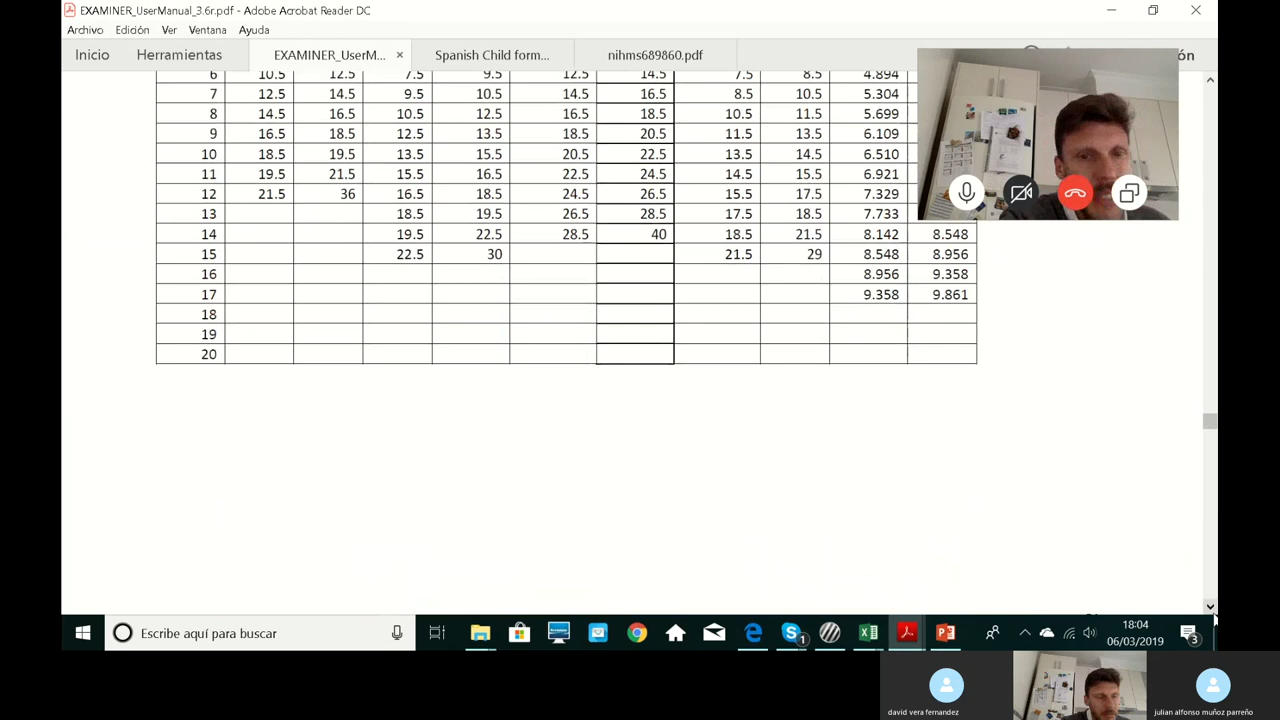 EXAMINER_UserManual_3.6r.pdf - Adobe Acrobat Reader DC
Archivo Edición Ver Ventana Ayuda
Inicio Herramientas EXAMINER_UserM... × Spanish Child form... nihms689860.pdf ón
6 10.5 12.5 7.5 9.5 12.5 14.5 7.5 8.5 4.894
7 12.5 14.5 9.5 10.5 14.5 16.5 8.5 10.5 5.304
8 14.5 16.5 10.5 12.5 16.5 18.5 10.5 11.5 5.699
9 16.5 18.5 12.5 13.5 18.5 20.5 11.5 13.5 6.109
10 18.5 19.5 13.5 15.5 20.5 22.5 13.5 14.5 6.510
11 19.5 21.5 15.5 16.5 22.5 24.5 14.5 15.5 6.921
12 21.5 36 16.5 18.5 24.5 26.5 15.5 17.5 7.329
13 18.5 19.5 26.5 28.5 17.5 18.5 7.733
14 19.5 22.5 28.5 40 18.5 21.5 8.142 8.548
15 22.5 30 21.5 29 8.548 8.956
16 8.956 9.358
17 9.358 9.861
18
19
20
Escribe aquí para buscar
1
18:04
06/03/2019
3
david vera fernandez
julian alfonso muñoz parreño